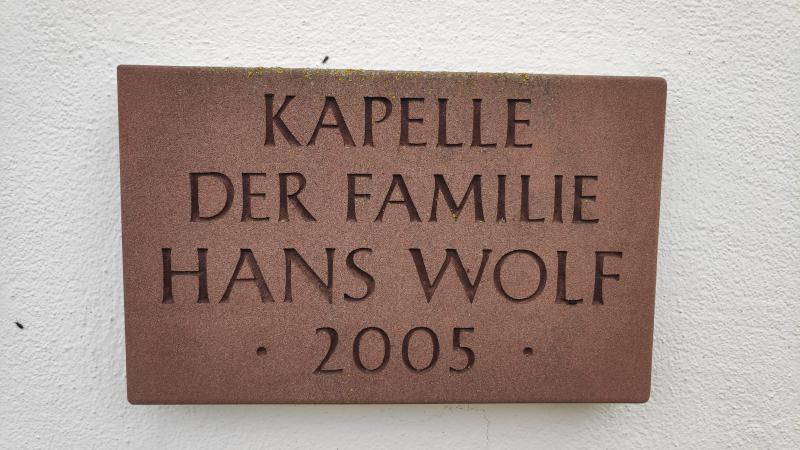 KAPELLE
DER FAMILIE
HANS WOLF
· 2005 ·